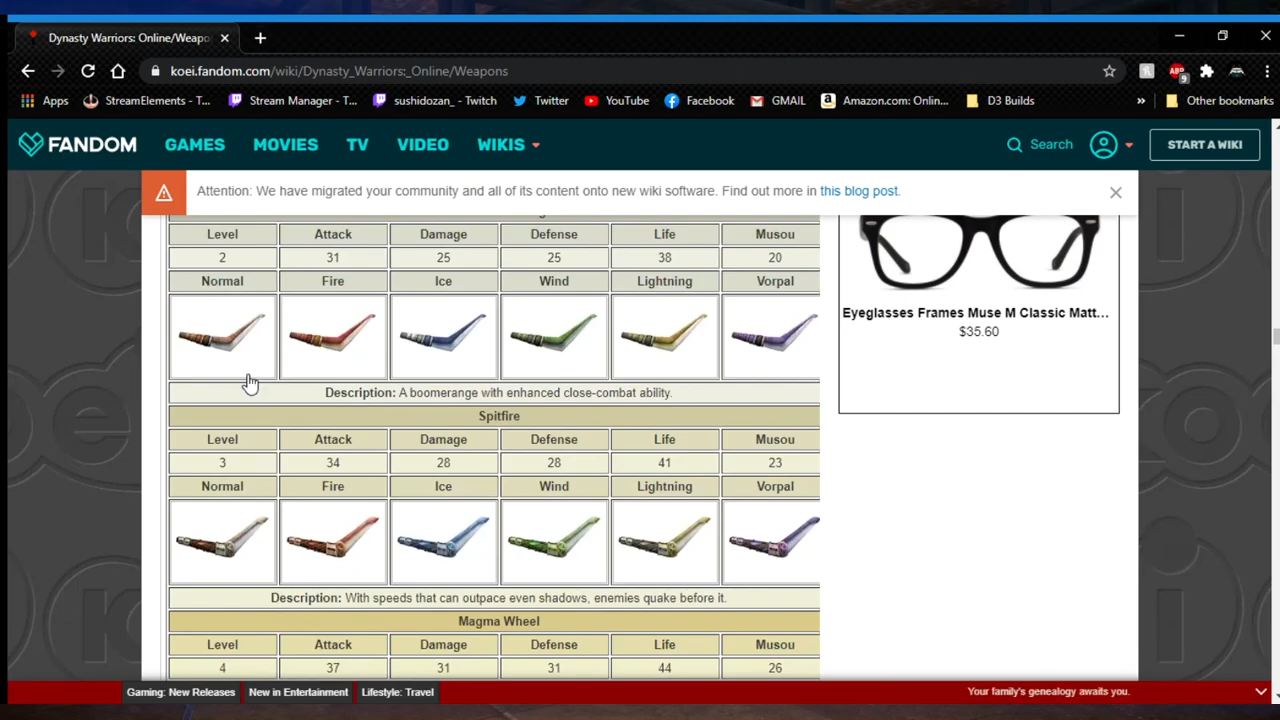 Dynasty Warriors: Online/Weapo
koei.fandom.com/wiki/Dynasty_Warriors:_Online/Weapons
ABP
9
Apps
StreamElements - T...
Stream Manager - T...
sushidozan_ - Twitch
Twitter
YouTube
Facebook
GMAIL
Amazon.com: Onlin...
D3 Builds
»
Other bookmarks
FANDOM
GAMES
MOVIES
TV
VIDEO
WIKIS
Search
START A WIKI
Attention: We have migrated your community and all of its content onto new wiki software. Find out more in this blog post.
Level Attack Damage Defense Life Musou
2 31 25 25 38 20
Normal Fire Ice Wind Lightning Vorpal
Description: A boomerange with enhanced close-combat ability.
Spitfire
Level Attack Damage Defense Life Musou
3 34 28 28 41 23
Normal Fire Ice Wind Lightning Vorpal
Description: With speeds that can outpace even shadows, enemies quake before it.
Magma Wheel
Level Attack Damage Defense Life Musou
4 37 31 31 44 26
Eyeglasses Frames Muse M Classic Matt...
$35.60
Gaming: New Releases
New in Entertainment
Lifestyle: Travel
Your family's genealogy awaits you.